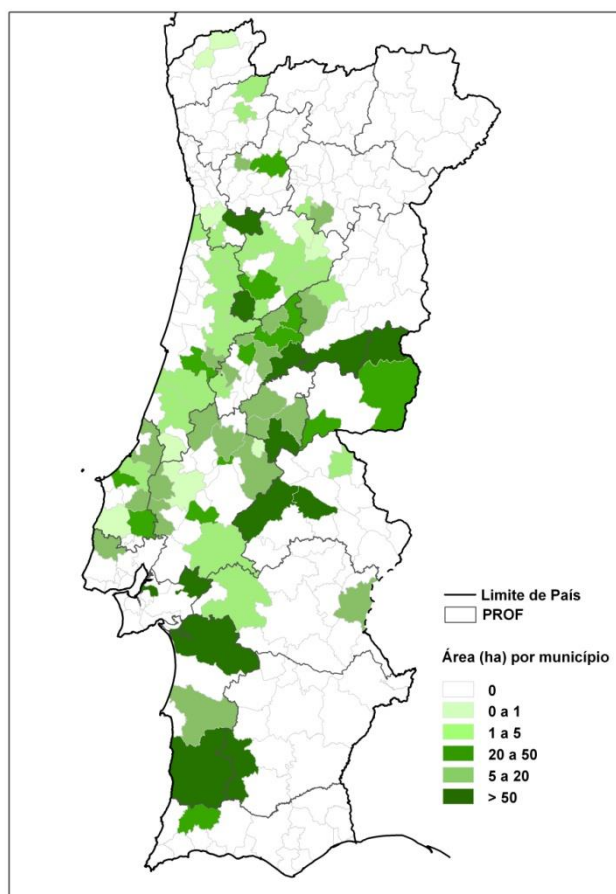 Limite de País
PROF
Área (ha) por município
0
0 a 1
1 a 5
20 a 50
5 a 20
> 50